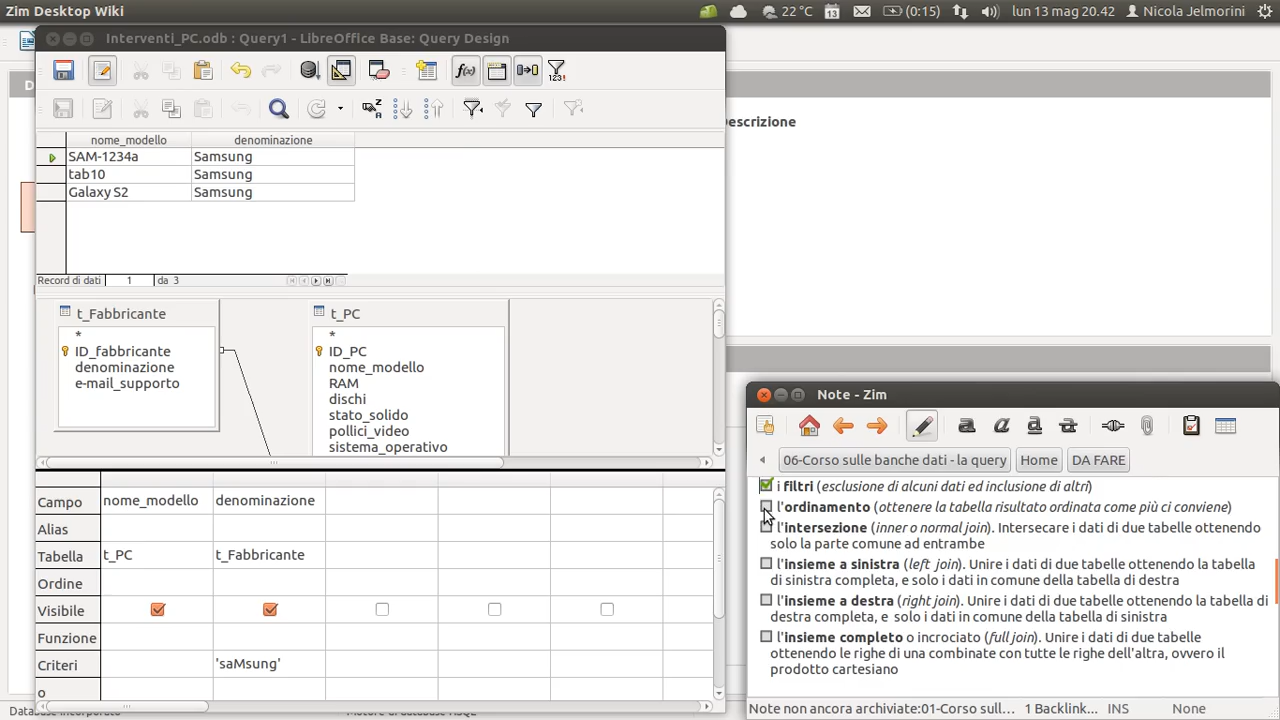 Zim Desktop Wiki
22 °C
13
(0:15)
lun 13 mag 20.42
Nicola Jelmorini
Interventi_PC.odb : Query1 - LibreOffice Base: Query Design
D
escrizione
nome_modello denominazione
SAM-1234a Samsung
tab10 Samsung
Galaxy S2 Samsung
Record di dati 1 da 3
t_Fabbricante
*
ID_fabbricante
denominazione
e-mail_supporto
t_PC
*
ID_PC
nome_modello
RAM
dischi
stato_solido
pollici_video
sistema_operativo
Campo nome_modello denominazione
Alias
Tabella t_PC t_Fabbricante
Ordine
Visibile
Funzione
Criteri 'saMsung'
o
Note - Zim
06-Corso sulle banche dati - la query Home DA FARE
i filtri (esclusione di alcuni dati ed inclusione di altri)
l'ordinamento (ottenere la tabella risultato ordinata come più ci conviene)
l'intersezione (inner o normal join). Intersecare i dati di due tabelle ottenendo
solo la parte comune ad entrambe
l'insieme a sinistra (left join). Unire i dati di due tabelle ottenendo la tabella
di sinistra completa, e solo i dati in comune della tabella di destra
l'insieme a destra (right join). Unire i dati di due tabelle ottenendo la tabella di
destra completa, e solo i dati in comune della tabella di sinistra
l'insieme completo o incrociato (full join). Unire i dati di due tabelle
ottenendo le righe di una combinate con tutte le righe dell'altra, ovvero il
prodotto cartesiano
Note non ancora archiviate:01-Corso sull... 1 Backlink... INS None